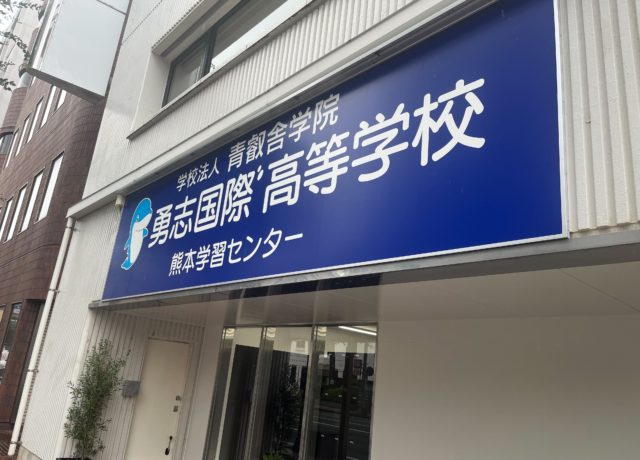 学校法人 青叡舎学院
勇志国際高等学校
熊本学習センター